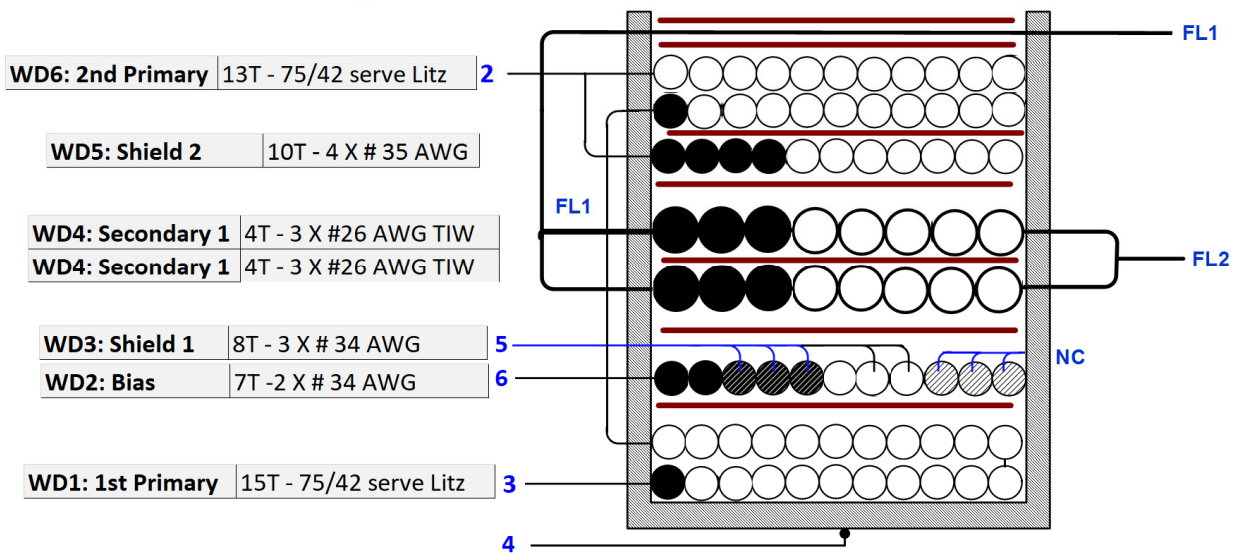 FL1
WD6: 2nd Primary 13T - 75/42 serve Litz 2
WD5: Shield 2 10T - 4 X # 35 AWG
FL1
WD4: Secondary 1 4T - 3 X #26 AWG TIW
WD4: Secondary 1 4T - 3 X #26 AWG TIW
FL2
WD3: Shield 1 8T - 3 X # 34 AWG 5
NC
WD2: Bias 7T -2 X # 34 AWG 6
WD1: 1st Primary 15T - 75/42 serve Litz 3
4